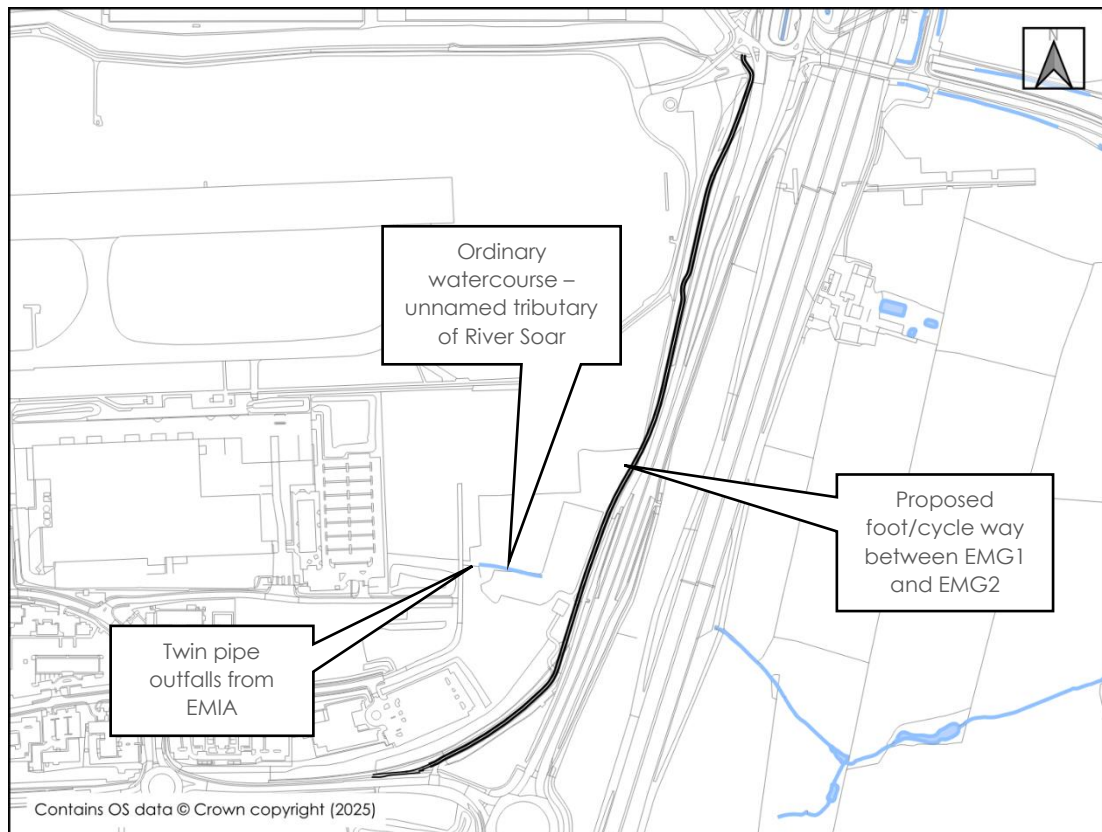 N
Ordinary
watercourse –
unnamed tributary
of River Soar
Proposed
foot/cycle way
between EMG1
and EMG2
Twin pipe
outfalls from
EMIA
Contains OS data © Crown copyright (2025)